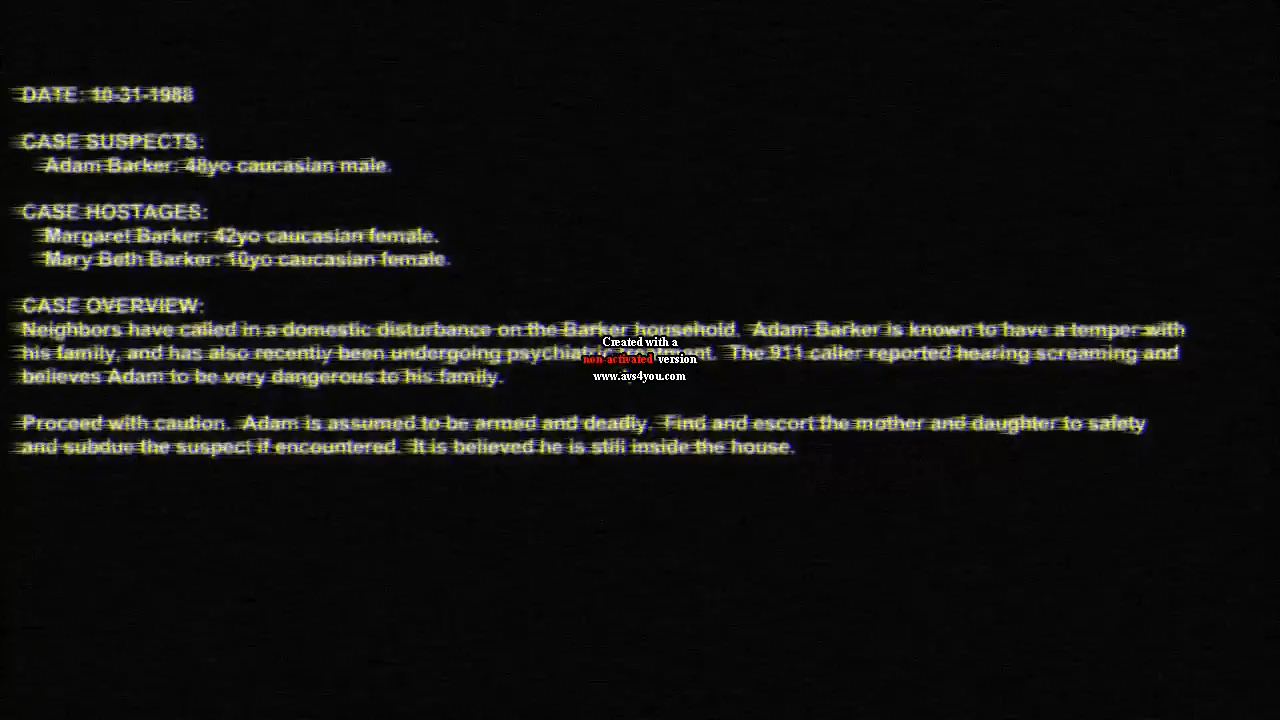 DATE: 10-31-1988
CASE SUSPECTS:
Adam Barker: 48yo caucasian male.
CASE HOSTAGES:
Margaret Barker: 42yo caucasian female.
Mary Beth Barker: 10yo caucasian female.
CASE OVERVIEW:
Neighbors have called in a domestic disturbance on the Barker household. Adam Barker is known to have a temper with
his family, and has also recently been undergoing psychiatric treatment. The 911 caller reported hearing screaming and
believes Adam to be very dangerous to his family.
Proceed with caution. Adam is assumed to be armed and deadly. Find and escort the mother and daughter to safety
and subdue the suspect if encountered. It is believed he is still inside the house.
Created with a
non-activated version
www.avs4you.com